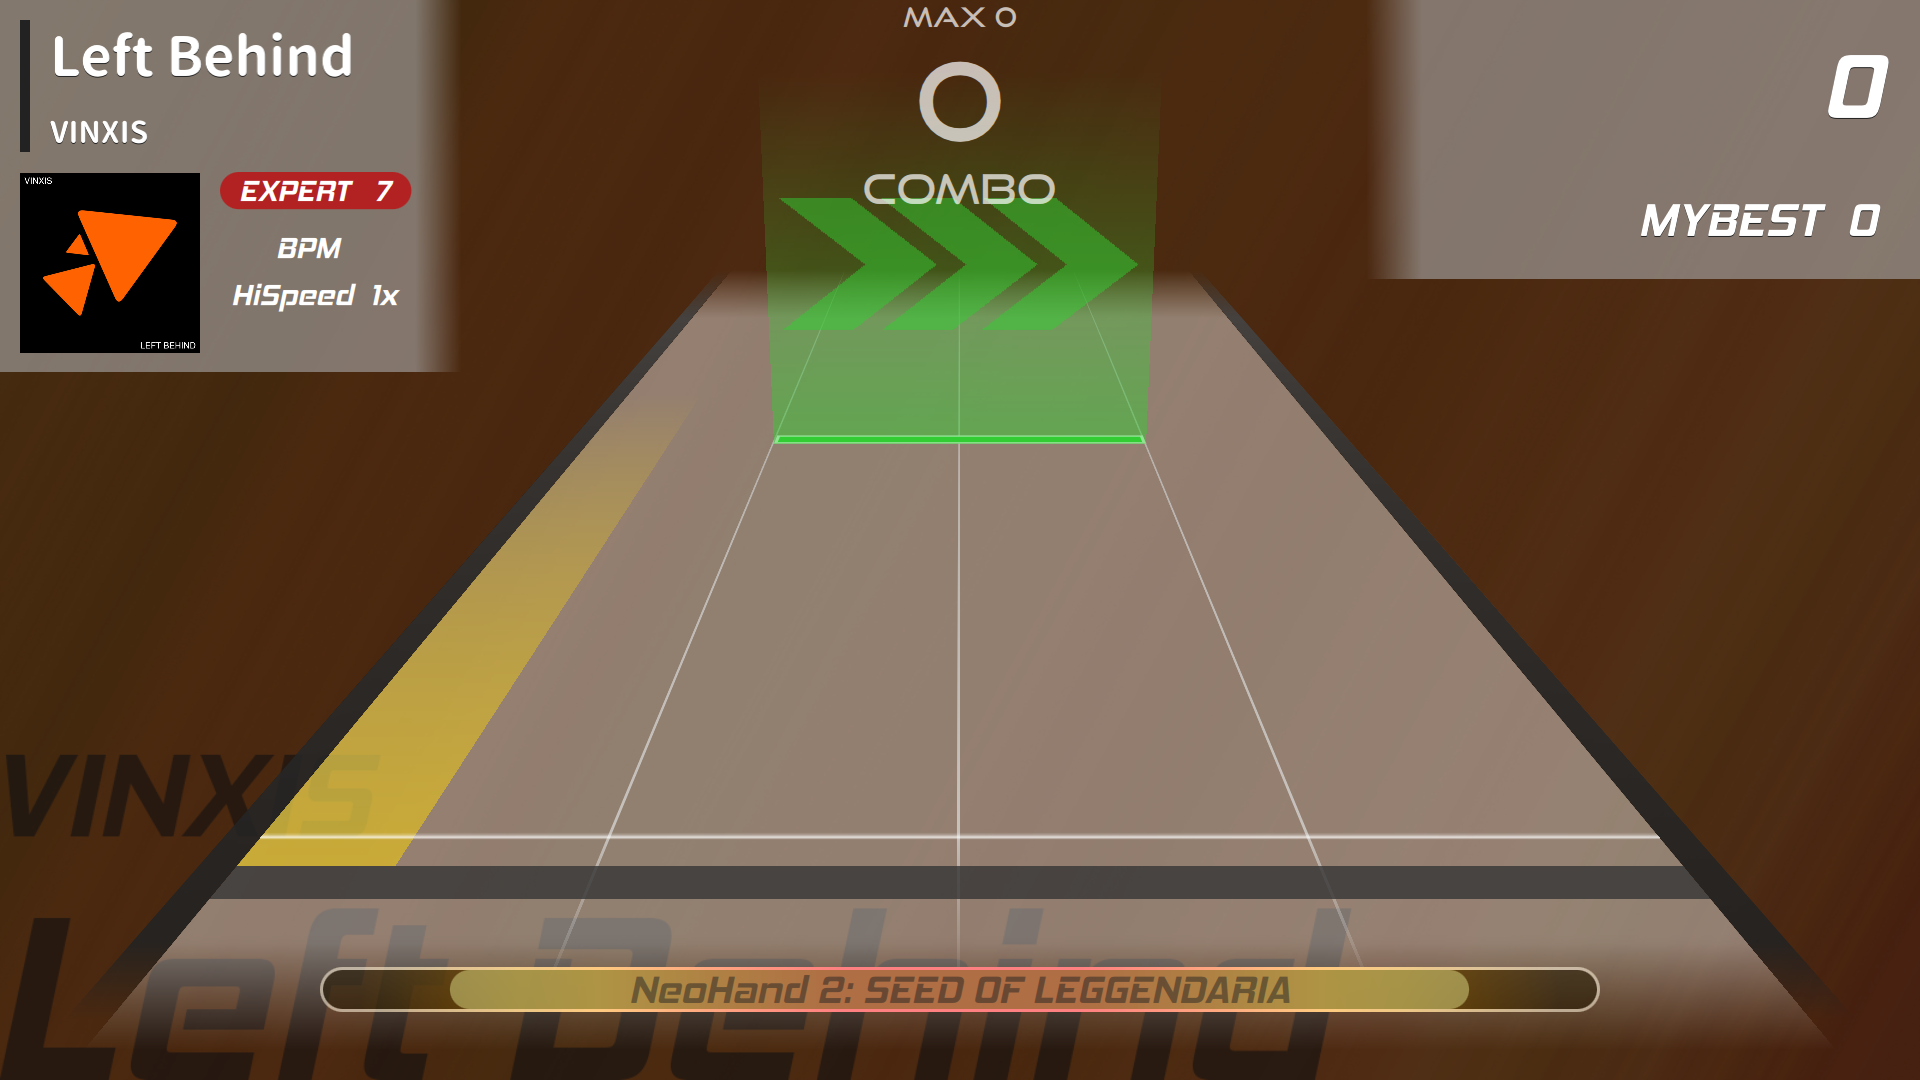 Left Behind
VINXIS
VINXIS
LEFT BEHIND
EXPERT 7
BPM
HiSpeed 1x
MAX 0
0
COMBO
0
MYBEST 0
VINXIS
Left Behind
NeoHand 2: SEED OF LEGGENDARIA